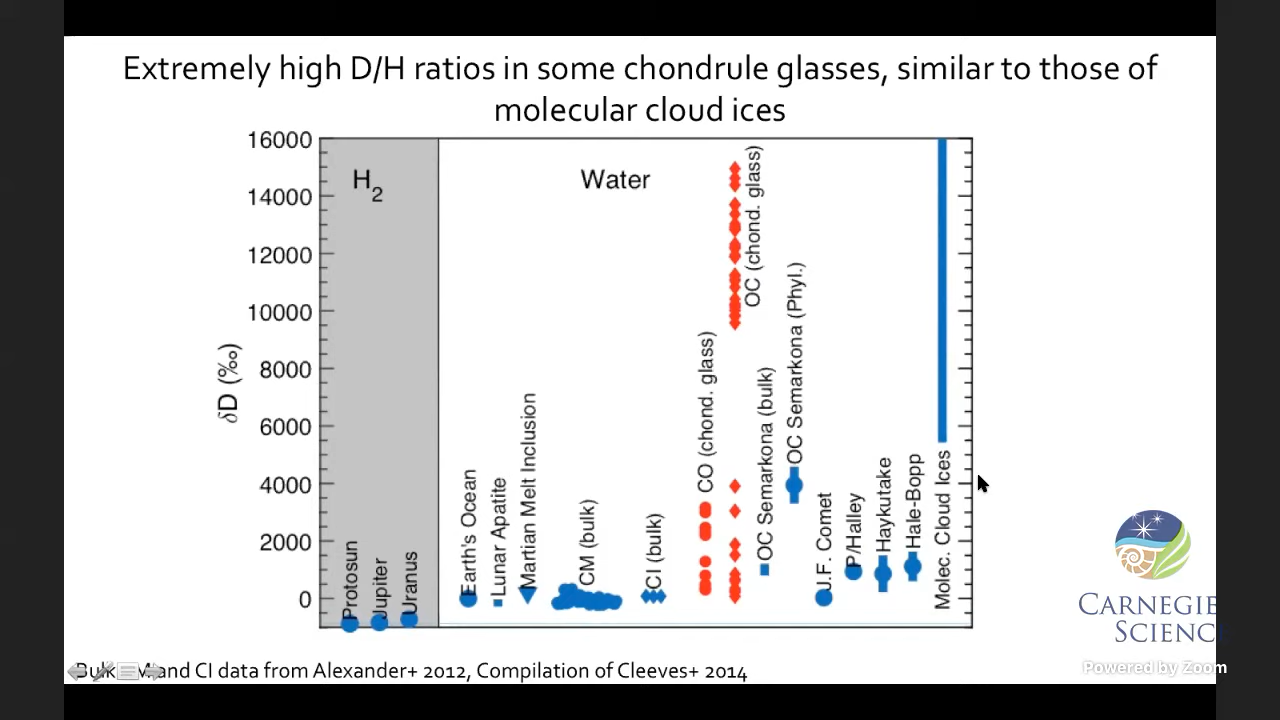 Extremely high D/H ratios in some chondrule glasses, similar to those of
molecular cloud ices
16000
14000
12000
10000
8000
6000
4000
2000
0
δD (‰)
H2
Water
Protosun
Jupiter
Uranus
Earth's Ocean
Lunar Apatite
Martian Melt Inclusion
CM (bulk)
CI (bulk)
CO (chond. glass)
OC (chond. glass)
OC Semarkona (bulk)
OC Semarkona (Phyl.)
J.F. Comet
P/Halley
Haykutake
Hale-Bopp
Molec. Cloud Ices
Bulk and CI data from Alexander+ 2012, Compilation of Cleeves+ 2014
CARNEGIE
SCIENCE
Powered by Zoom